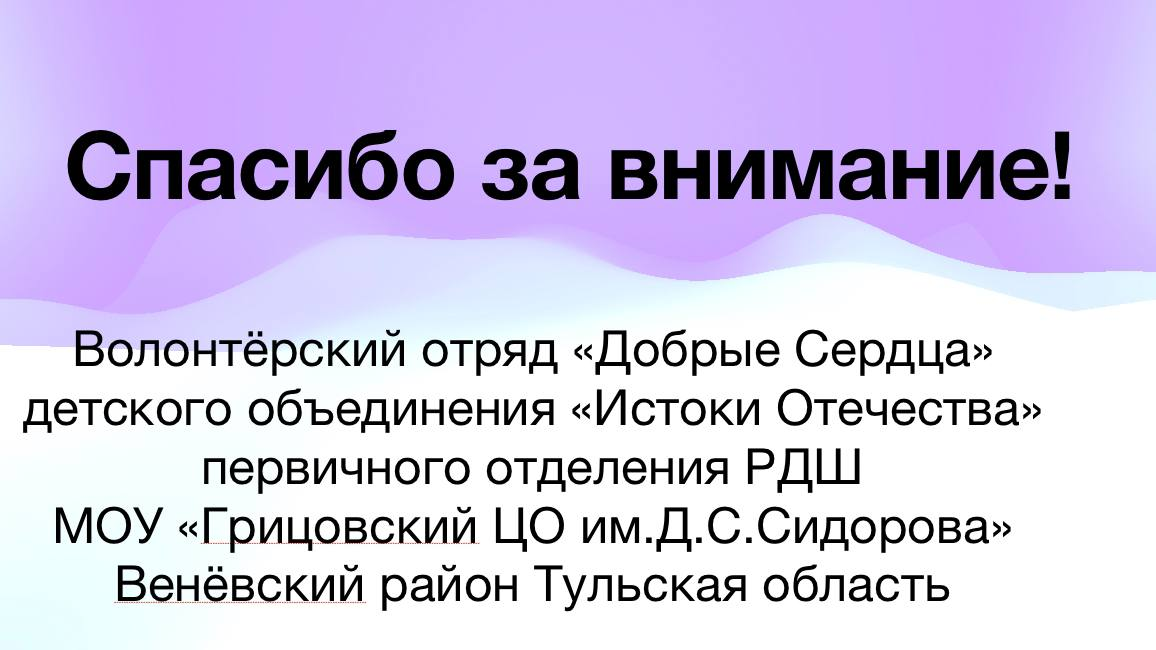 Спасибо за внимание!
Волонтёрский отряд «Добрые Сердца»
детского объединения «Истоки Отечества»
первичного отделения РДШ
МОУ «Грицовский ЦО им.Д.С.Сидорова»
Венёвский район Тульская область